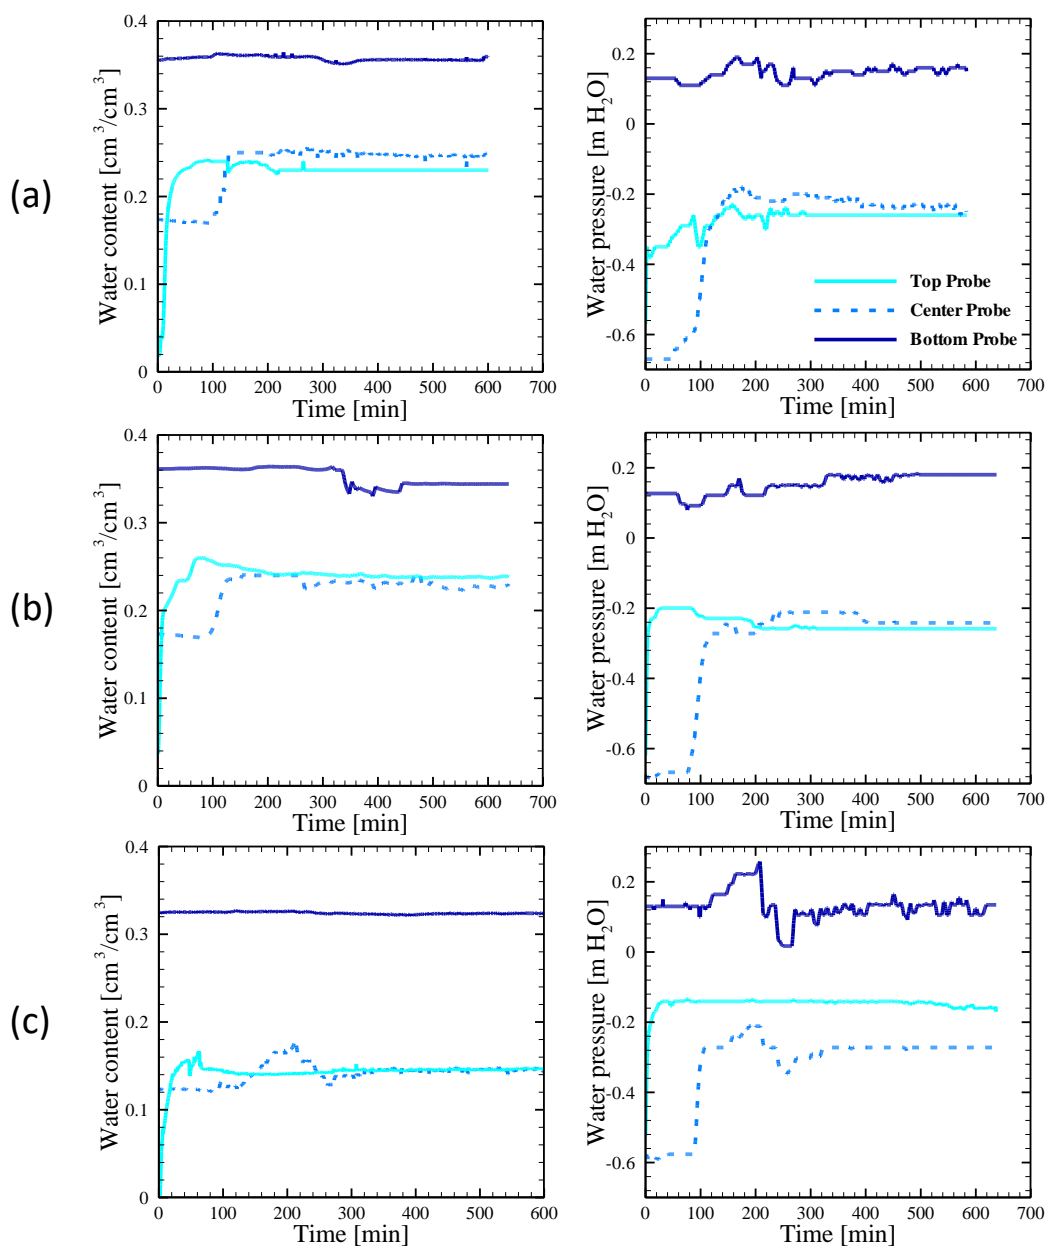 (a)
Water content [cm³/cm³]
0.4
0.3
0.2
0.1
0
0 100 200 300 400 500 600 700
Time [min]
Water pressure [m H₂O]
0.2
0
-0.2
-0.4
-0.6
0 100 200 300 400 500 600 700
Time [min]
Top Probe
Center Probe
Bottom Probe
(b)
Water content [cm³/cm³]
0.4
0.3
0.2
0.1
0
0 100 200 300 400 500 600 700
Time [min]
Water pressure [m H₂O]
0.2
0
-0.2
-0.4
-0.6
0 100 200 300 400 500 600 700
Time [min]
(c)
Water content [cm³/cm³]
0.4
0.3
0.2
0.1
0
0 100 200 300 400 500 600
Time [min]
Water pressure [m H₂O]
0.2
0
-0.2
-0.4
-0.6
0 100 200 300 400 500 600 700
Time [min]